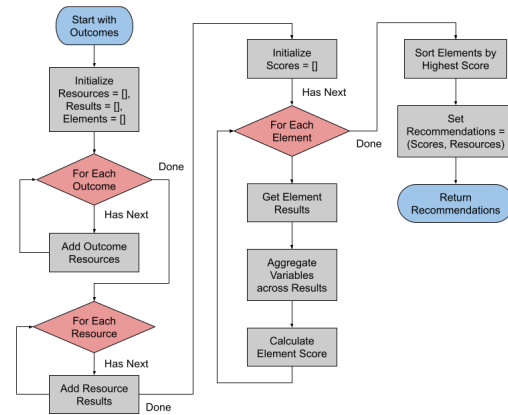 Start with
Outcomes
Initialize
Resources = [],
Results = [],
Elements = []
For Each
Outcome
Done
Has Next
Add Outcome
Resources
For Each
Resource
Has Next
Add Resource
Results
Done
Initialize
Scores = []
Has Next
For Each
Element
Done
Get Element
Results
Aggregate
Variables
across Results
Calculate
Element Score
Sort Elements by
Highest Score
Set
Recommendations =
(Scores, Resources)
Return
Recommendations